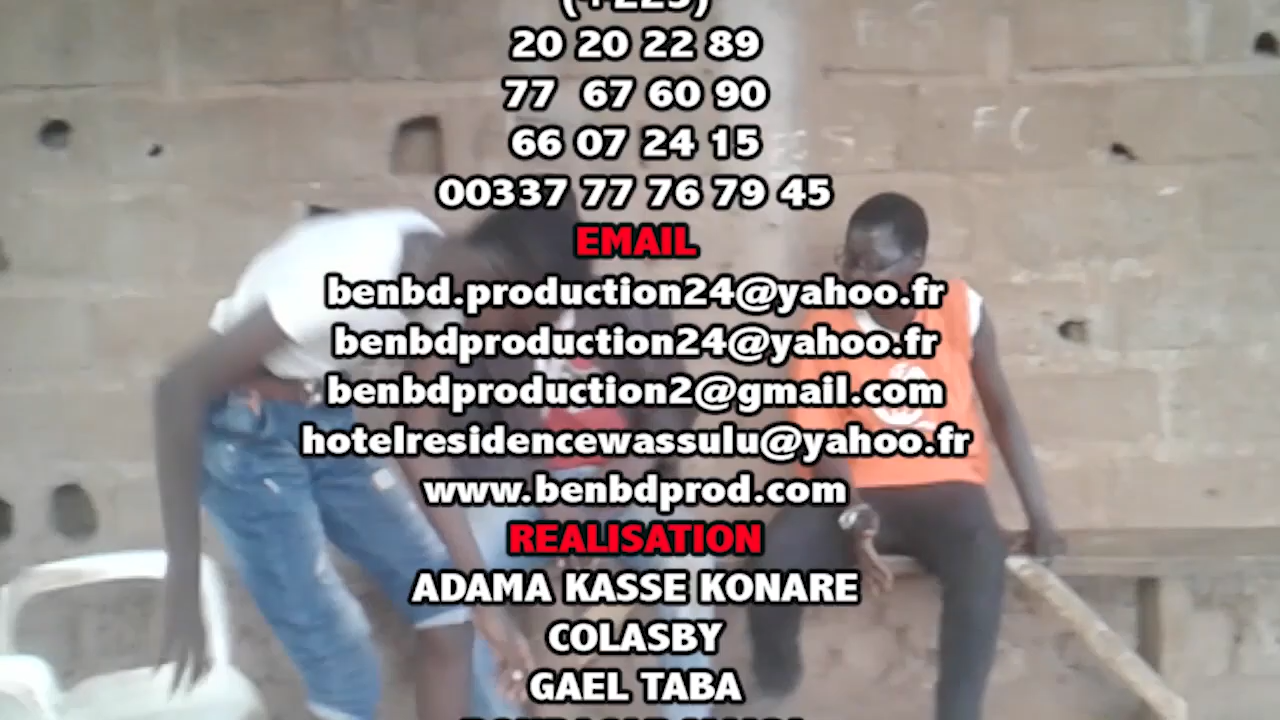 20 20 22 89
77 67 60 90
66 07 24 15
00337 77 76 79 45
EMAIL
benbd.production24@yahoo.fr
benbdproduction24@yahoo.fr
benbdproduction2@gmail.com
hotelresidencewassulu@yahoo.fr
www.benbdprod.com
REALISATION
ADAMA KASSE KONARE
COLASBY
GAEL TABA